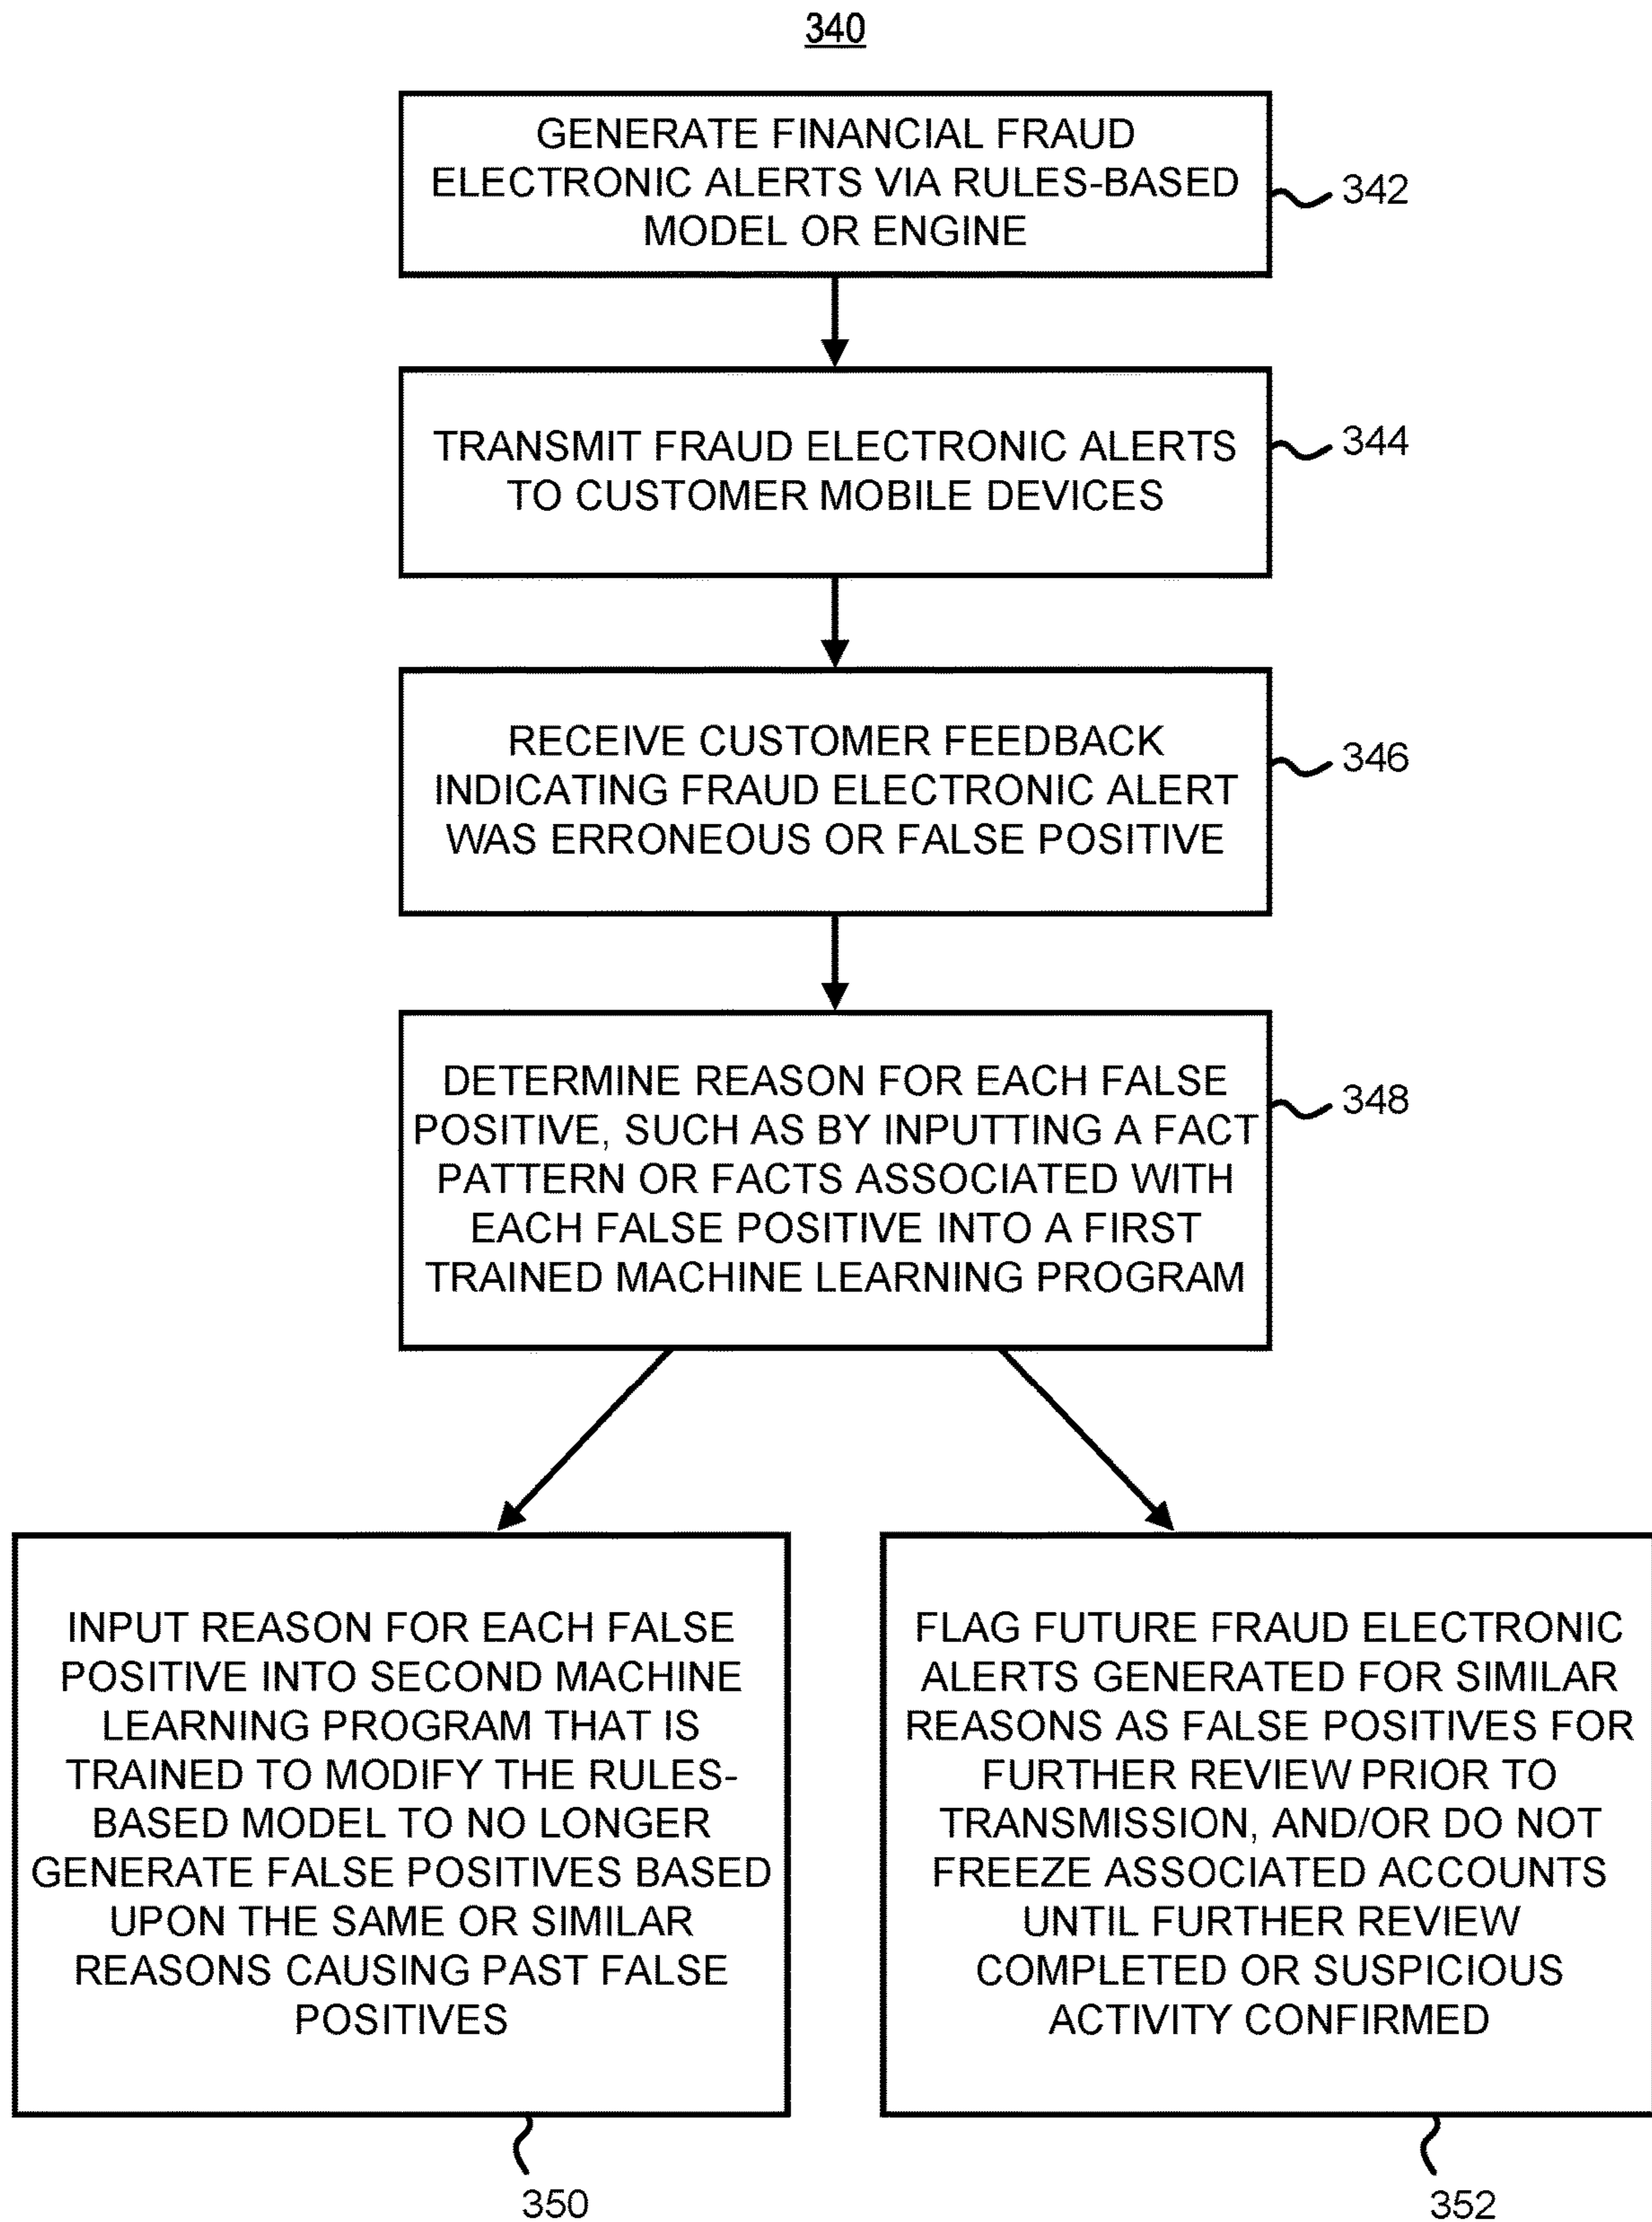 340
GENERATE FINANCIAL FRAUD
ELECTRONIC ALERTS VIA RULES-BASED
MODEL OR ENGINE
342
TRANSMIT FRAUD ELECTRONIC ALERTS
TO CUSTOMER MOBILE DEVICES
344
RECEIVE CUSTOMER FEEDBACK
INDICATING FRAUD ELECTRONIC ALERT
WAS ERRONEOUS OR FALSE POSITIVE
346
DETERMINE REASON FOR EACH FALSE
POSITIVE, SUCH AS BY INPUTTING A FACT
PATTERN OR FACTS ASSOCIATED WITH
EACH FALSE POSITIVE INTO A FIRST
TRAINED MACHINE LEARNING PROGRAM
348
INPUT REASON FOR EACH FALSE
POSITIVE INTO SECOND MACHINE
LEARNING PROGRAM THAT IS
TRAINED TO MODIFY THE RULES-
BASED MODEL TO NO LONGER
GENERATE FALSE POSITIVES BASED
UPON THE SAME OR SIMILAR
REASONS CAUSING PAST FALSE
POSITIVES
350
FLAG FUTURE FRAUD ELECTRONIC
ALERTS GENERATED FOR SIMILAR
REASONS AS FALSE POSITIVES FOR
FURTHER REVIEW PRIOR TO
TRANSMISSION, AND/OR DO NOT
FREEZE ASSOCIATED ACCOUNTS
UNTIL FURTHER REVIEW
COMPLETED OR SUSPICIOUS
ACTIVITY CONFIRMED
352